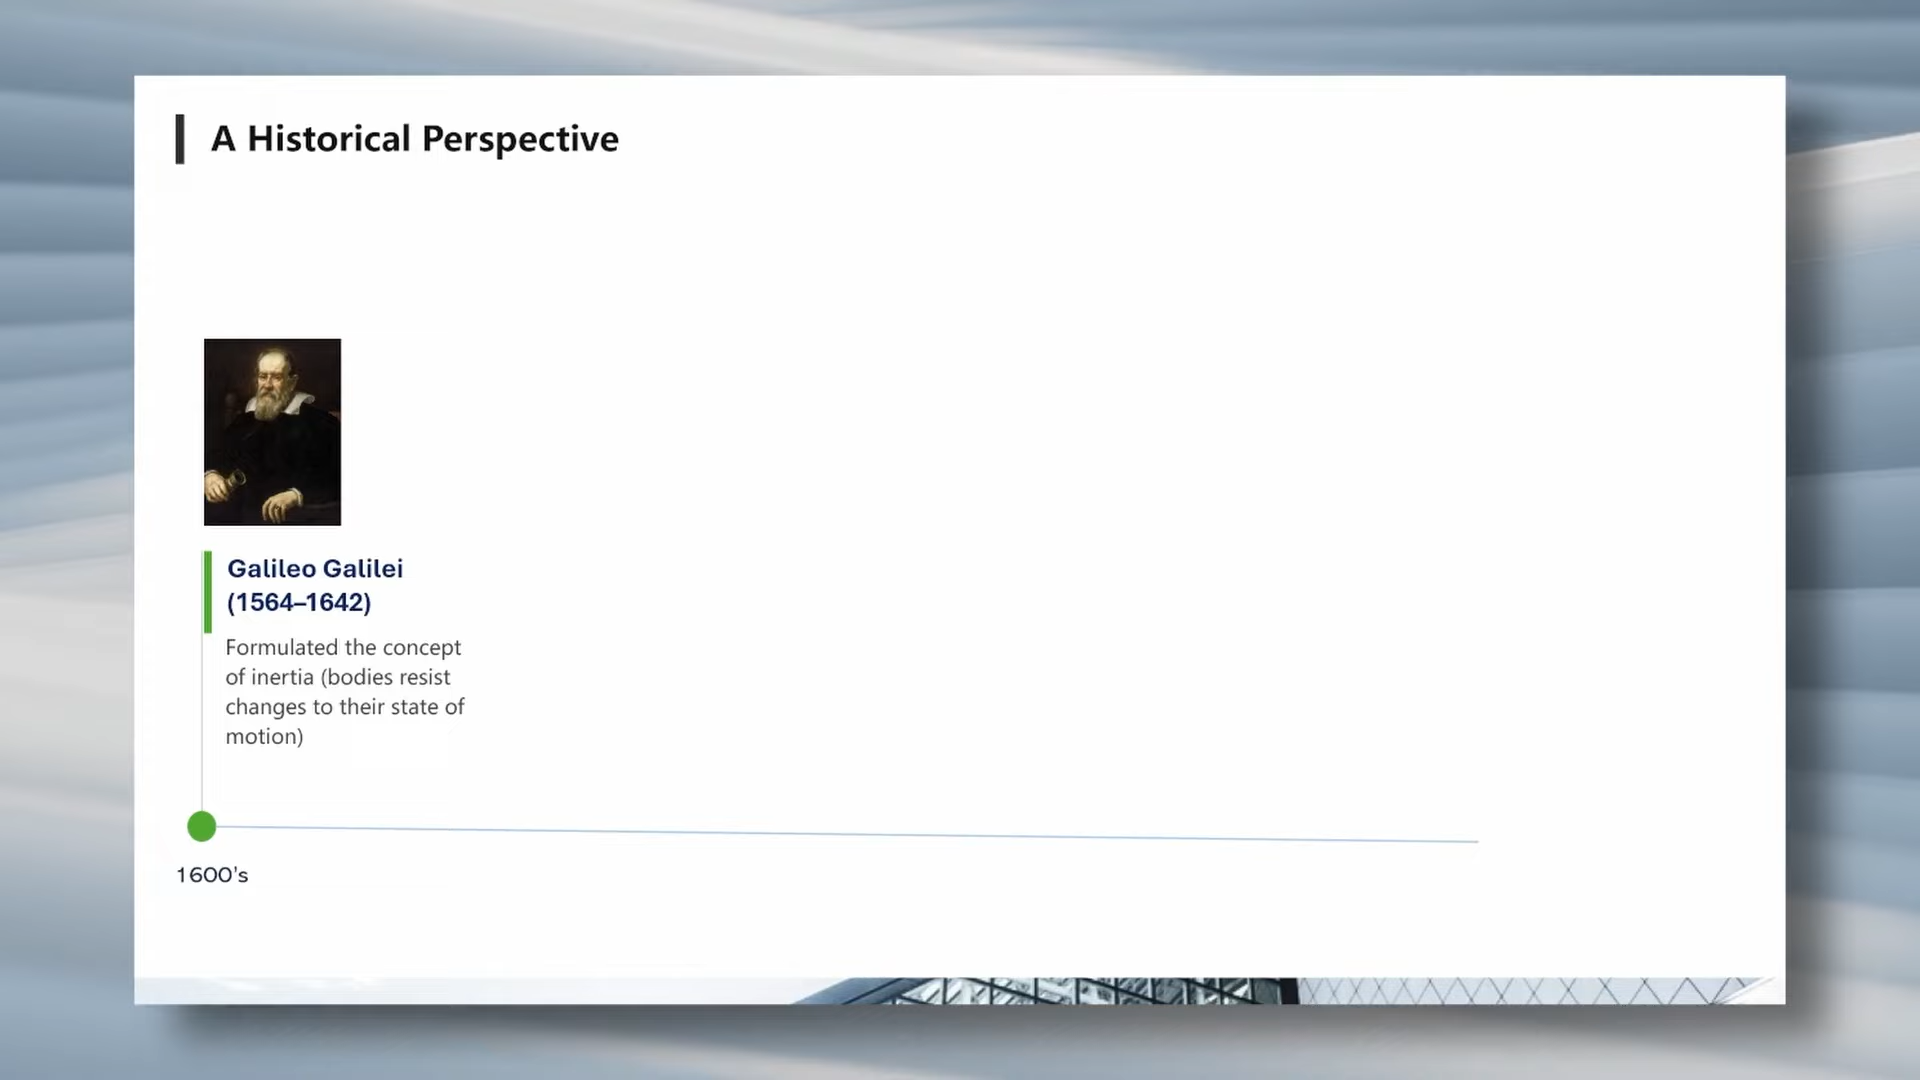 A Historical Perspective
Galileo Galilei
(1564–1642)
Formulated the concept
of inertia (bodies resist
changes to their state of
motion)
1600's